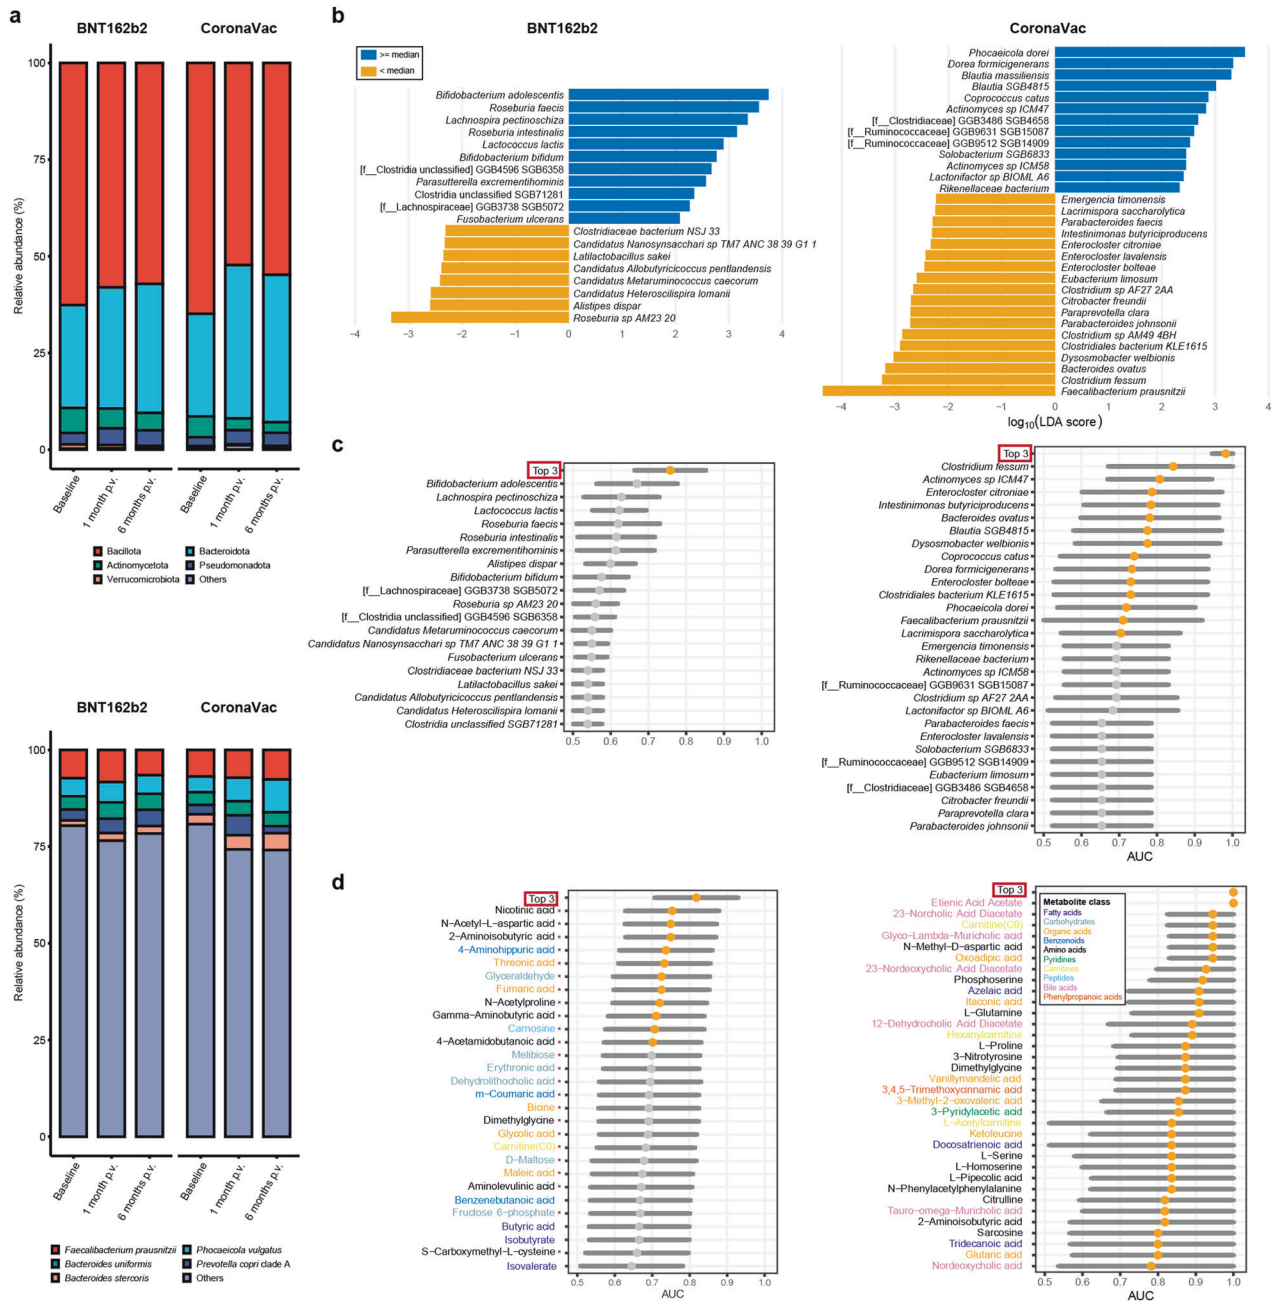 a
BNT162b2 CoronaVac
100
75
50
25
0
Relative abundance (%)
Baseline
1 month p.v.
6 months p.v.
Baseline
1 month p.v.
6 months p.v.
Bacillota Bacteroidota
Actinomycetota Pseudomonadota
Verrucomicrobiota Others
BNT162b2 CoronaVac
100
75
50
25
0
Relative abundance (%)
Baseline
1 month p.v.
6 months p.v.
Baseline
1 month p.v.
6 months p.v.
Faecalibacterium prausnitzii Phocaeicola vulgatus
Bacteroides uniformis Prevotella copri clade A
Bacteroides stercoris Others
b
BNT162b2
>= median
< median
Bifidobacterium adolescentis
Roseburia faecis
Lachnospira pectinoschiza
Roseburia intestinalis
Lactococcus lactis
Bifidobacterium bifidum
[f__Clostridia unclassified] GGB4596 SGB6358
Parasutterella excrementihominis
Clostridia unclassified SGB71281
[f__Lachnospiraceae] GGB3738 SGB5072
Fusobacterium ulcerans
Clostridiaceae bacterium NSJ 33
Candidatus Nanosynsacchari sp TM7 ANC 38 39 G1 1
Latilactobacillus sakei
Candidatus Allobutyricicoccus pentlandensis
Candidatus Metaruminococcus caecorum
Candidatus Heteroscilispira lomanii
Alistipes dispar
Roseburia sp AM23 20
−4 −3 −2 −1 0 1 2 3 4
CoronaVac
Phocaeicola dorei
Dorea formicigenerans
Blautia massiliensis
Blautia SGB4815
Coprococcus catus
Actinomyces sp ICM47
[f__Clostridiaceae] GGB3486 SGB4658
[f__Ruminococcaceae] GGB9631 SGB15087
[f__Ruminococcaceae] GGB9512 SGB14909
Solobacterium SGB6833
Actinomyces sp ICM58
Lactonifactor sp BIOML A6
Rikenellaceae bacterium
Emergencia timonensis
Lacrimispora saccharolytica
Parabacteroides faecis
Intestinimonas butyriciproducens
Enterocloster citroniae
Enterocloster lavalensis
Enterocloster bolteae
Eubacterium limosum
Clostridium sp AF27 2AA
Citrobacter freundii
Paraprevotella clara
Parabacteroides johnsonii
Clostridium sp AM49 4BH
Clostridiales bacterium KLE1615
Dysosmobacter welbionis
Bacteroides ovatus
Clostridium fessum
Faecalibacterium prausnitzii
−4 −3 −2 −1 0 1 2 3 4
log10(LDA score)
c
Top 3
Bifidobacterium adolescentis
Lachnospira pectinoschiza
Lactococcus lactis
Roseburia faecis
Roseburia intestinalis
Parasutterella excrementihominis
Alistipes dispar
Bifidobacterium bifidum
[f__Lachnospiraceae] GGB3738 SGB5072
Roseburia sp AM23 20
[f__Clostridia unclassified] GGB4596 SGB6358
Candidatus Metaruminococcus caecorum
Candidatus Nanosynsacchari sp TM7 ANC 38 39 G1 1
Fusobacterium ulcerans
Clostridiaceae bacterium NSJ 33
Latilactobacillus sakei
Candidatus Allobutyricicoccus pentlandensis
Candidatus Heteroscilispira lomanii
Clostridia unclassified SGB71281
0.5 0.6 0.7 0.8 0.9 1.0
Top 3
Clostridium fessum
Actinomyces sp ICM47
Enterocloster citroniae
Intestinimonas butyriciproducens
Bacteroides ovatus
Blautia SGB4815
Dysosmobacter welbionis
Coprococcus catus
Dorea formicigenerans
Enterocloster bolteae
Clostridiales bacterium KLE1615
Phocaeicola dorei
Faecalibacterium prausnitzii
Lacrimispora saccharolytica
Emergencia timonensis
Rikenellaceae bacterium
Actinomyces sp ICM58
[f__Ruminococcaceae] GGB9631 SGB15087
Clostridium sp AF27 2AA
Lactonifactor sp BIOML A6
Parabacteroides faecis
Enterocloster lavalensis
Solobacterium SGB6833
[f__Ruminococcaceae] GGB9512 SGB14909
Eubacterium limosum
[f__Clostridiaceae] GGB3486 SGB4658
Citrobacter freundii
Paraprevotella clara
Parabacteroides johnsonii
0.5 0.6 0.7 0.8 0.9 1.0
AUC
d
Top 3
Nicotinic acid *
N−Acetyl−L−aspartic acid *
2−Aminoisobutyric acid *
4−Aminohippuric acid *
Threonic acid *
Glyceraldehyde *
Fumaric acid *
N−Acetylproline *
Gamma−Aminobutyric acid *
Carnosine *
4−Acetamidobutanoic acid *
Melibiose *
Erythronic acid *
Dehydrolithocholic acid *
m−Coumaric acid *
Bicine *
Dimethylglycine *
Glycolic acid *
Carnitine(C0) *
D−Maltose *
Maleic acid *
Aminolevulinic acid *
Benzenebutanoic acid *
Fructose 6−phosphate *
Butyric acid
Isobutyrate
S−Carboxymethyl−L−cysteine *
Isovalerate
0.5 0.6 0.7 0.8 0.9 1.0
AUC
Top 3
Etienic Acid Acetate
23−Norcholic Acid Diacetate
Carnitine(C0)
Glyco−Lambda−Muricholic acid
N−Methyl−D−aspartic acid
Oxoadipic acid
23−Nordeoxycholic Acid Diacetate
Phosphoserine
Azelaic acid
Itaconic acid
L−Glutamine
12−Dehydrocholic Acid Diacetate
Hexanylcarnitine
L−Proline
3−Nitrotyrosine
Dimethylglycine
Vanillymandelic acid
3,4,5−Trimethoxycinnamic acid
3−Methyl−2−oxovaleric acid
3−Pyridylacetic acid
L−Acetylcarnitine
Ketoleucine
Docosatrienoic acid
L−Serine
L−Homoserine
L−Pipecolic acid
N−Phenylacetylphenylalanine
Citrulline
Tauro−omega−Muricholic acid
2−Aminoisobutyric acid
Sarcosine
Tridecanoic acid
Glutaric acid
Nordeoxycholic acid
Metabolite class
Fatty acids
Carbohydrates
Organic acids
Benzenoids
Amino acids
Pyridines
Carnitines
Peptides
Bile acids
Phenylpropanoic acids
0.5 0.6 0.7 0.8 0.9 1.0
AUC